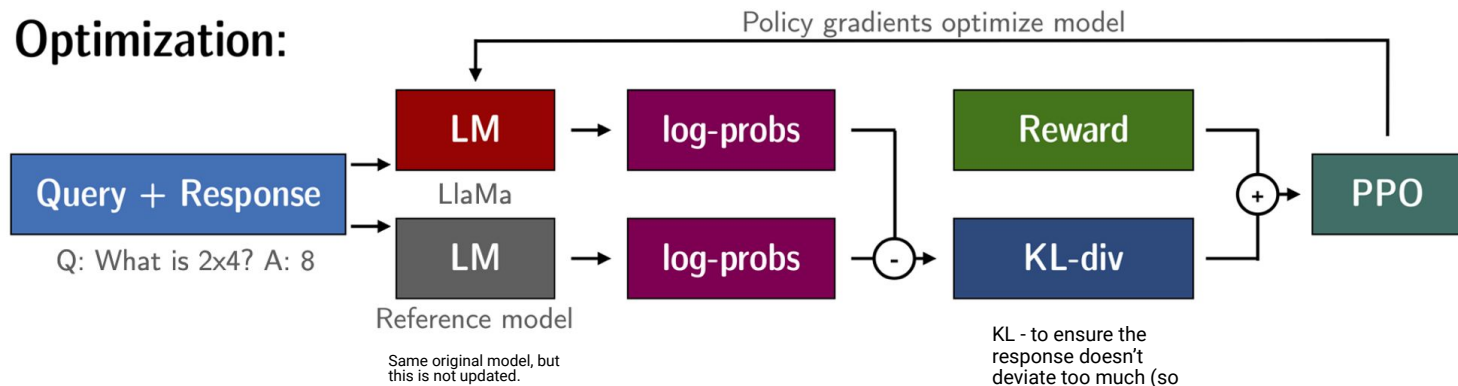 Optimization:
Policy gradients optimize model
LM
log-probs
Reward
Query + Response
LlaMa
+
PPO
Q: What is 2x4? A: 8
LM
log-probs
-
KL-div
Reference model
Same original model, but
this is not updated.
KL - to ensure the
response doesn't
deviate too much (so